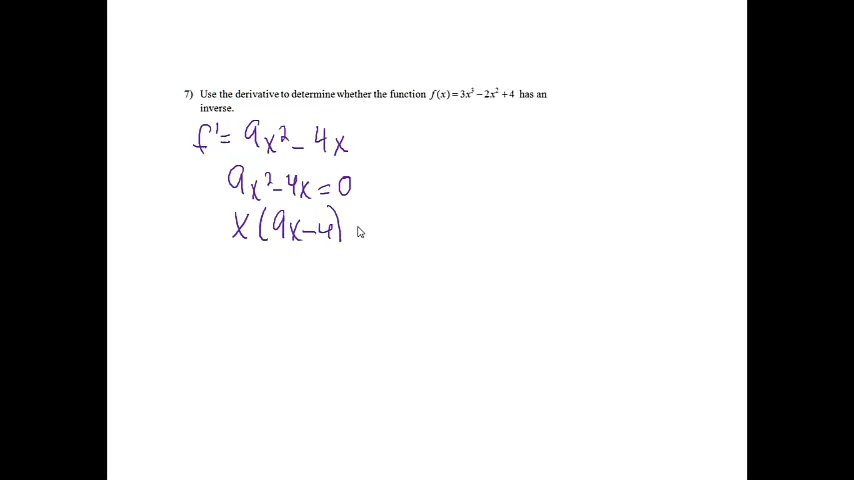 7) Use the derivative to determine whether the function f(x) = 3x³ − 2x² + 4 has an
inverse.
f' = 9x² − 4x
9x² − 4x = 0
x(9x − 4)